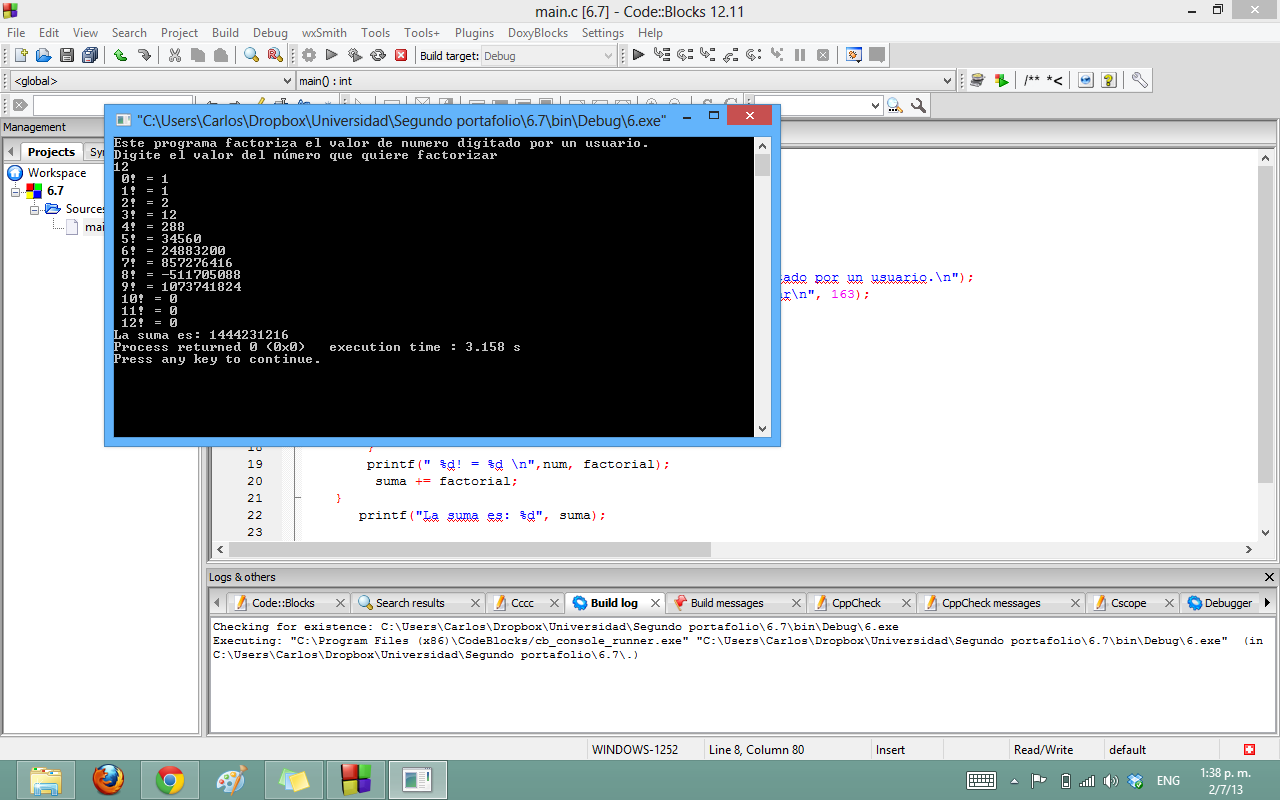 main.c [6.7] - Code::Blocks 12.11
File Edit View Search Project Build Debug wxSmith Tools Tools+ Plugins DoxyBlocks Settings Help
Build target: Debug
<global> main() : int
/** *<
Management
Projects
Workspace
6.7
Sources
"C:\Users\Carlos\Dropbox\Universidad\Segundo portafolio\6.7\bin\Debug\6.exe"
Este programa factoriza el valor de numero digitado por un usuario.
Digite el valor del número que quiere factorizar
12
0! = 1
1! = 1
2! = 2
3! = 12
4! = 288
5! = 34560
6! = 24883200
7! = 857276416
8! = -511705088
9! = 1073741824
10! = 0
11! = 0
12! = 0
La suma es: 1444231216
Process returned 0 (0x0) execution time : 3.158 s
Press any key to continue.
ado por un usuario.\n");
\n", 163);
18 }
19 printf(" %d! = %d \n",num, factorial);
20 suma += factorial;
21 }
22 printf("La suma es: %d", suma);
23
Logs & others
Code::Blocks Search results Cccc Build log Build messages CppCheck CppCheck messages Cscope Debugger
Checking for existence: C:\Users\Carlos\Dropbox\Universidad\Segundo portafolio\6.7\bin\Debug\6.exe
Executing: "C:\Program Files (x86)\CodeBlocks/cb_console_runner.exe" "C:\Users\Carlos\Dropbox\Universidad\Segundo portafolio\6.7\bin\Debug\6.exe" (in
C:\Users\Carlos\Dropbox\Universidad\Segundo portafolio\6.7\.)
WINDOWS-1252 Line 8, Column 80 Insert Read/Write default
ENG
1:38 p. m.
2/7/13